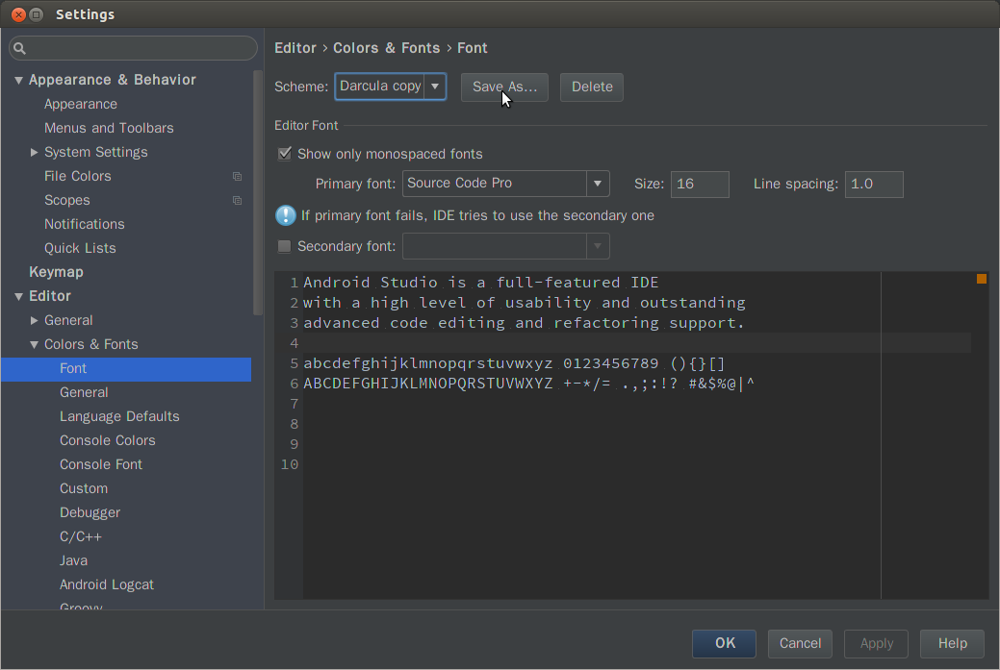 Settings
Appearance & Behavior
Appearance
Menus and Toolbars
System Settings
File Colors
Scopes
Notifications
Quick Lists
Keymap
Editor
General
Colors & Fonts
Font
General
Language Defaults
Console Colors
Console Font
Custom
Debugger
C/C++
Java
Android Logcat
Groovy
Editor › Colors & Fonts › Font
Scheme: Darcula copy Save As... Delete
Editor Font
Show only monospaced fonts
Primary font: Source Code Pro Size: 16 Line spacing: 1.0
If primary font fails, IDE tries to use the secondary one
Secondary font:
1 Android Studio is a full-featured IDE
2 with a high level of usability and outstanding
3 advanced code editing and refactoring support.
4
5 abcdefghijklmnopqrstuvwxyz 0123456789 (){}[]
6 ABCDEFGHIJKLMNOPQRSTUVWXYZ +-*/= .,;:!? #&$%@|^
7
8
9
10
OK Cancel Apply Help